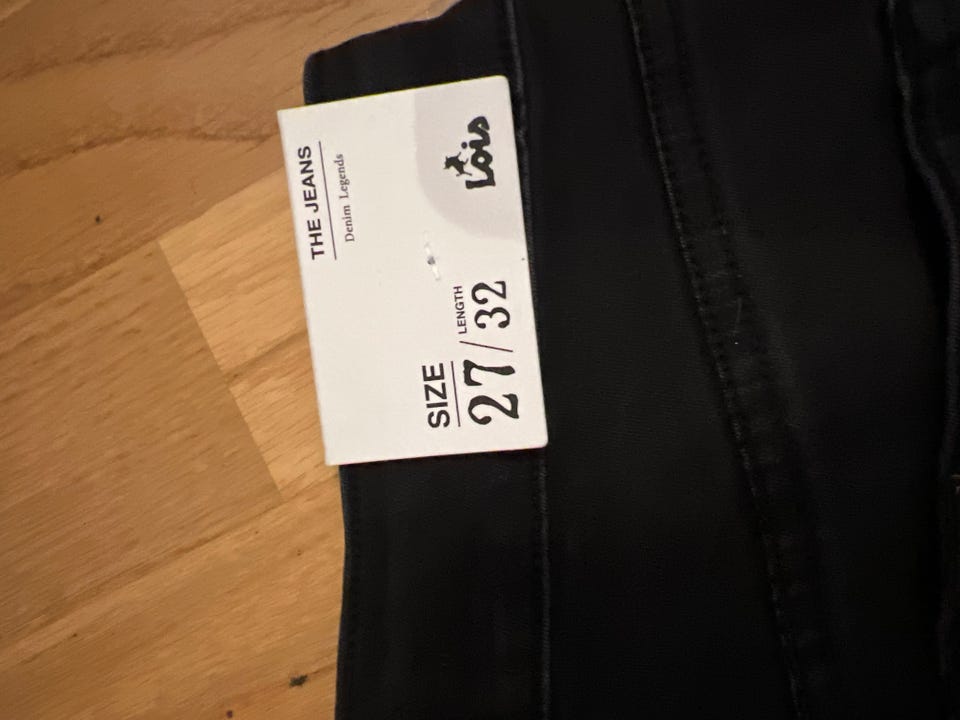 THE JEANS
Denim Legends
Lois
SIZE
LENGTH
27/32